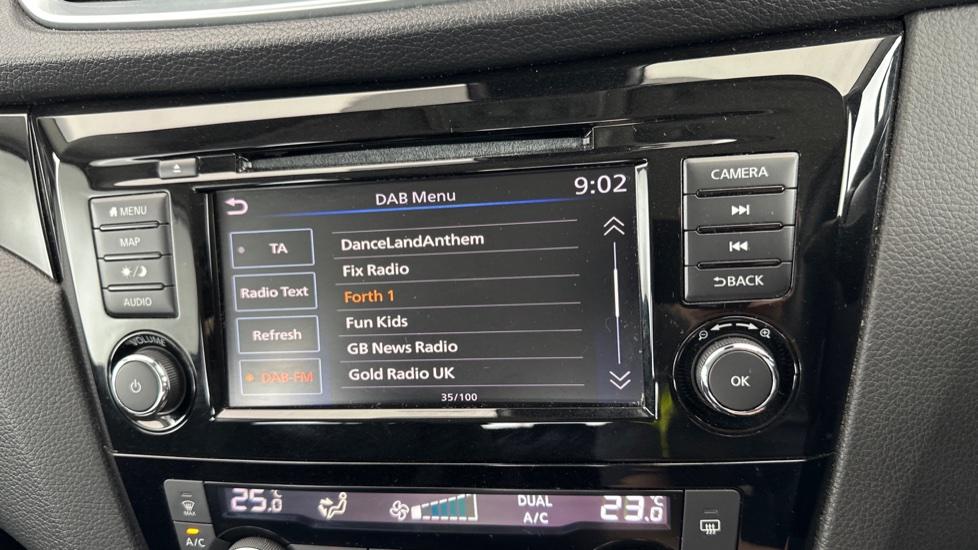 DAB Menu
9:02
TA
DanceLandAnthem
Fix Radio
Radio Text
Forth 1
Fun Kids
Refresh
GB News Radio
DAB-FM
Gold Radio UK
35/100
MENU
MAP
AUDIO
VOLUME
CAMERA
BACK
OK
MAX
A/C
25.0°C
DUAL
A/C
23.0°C